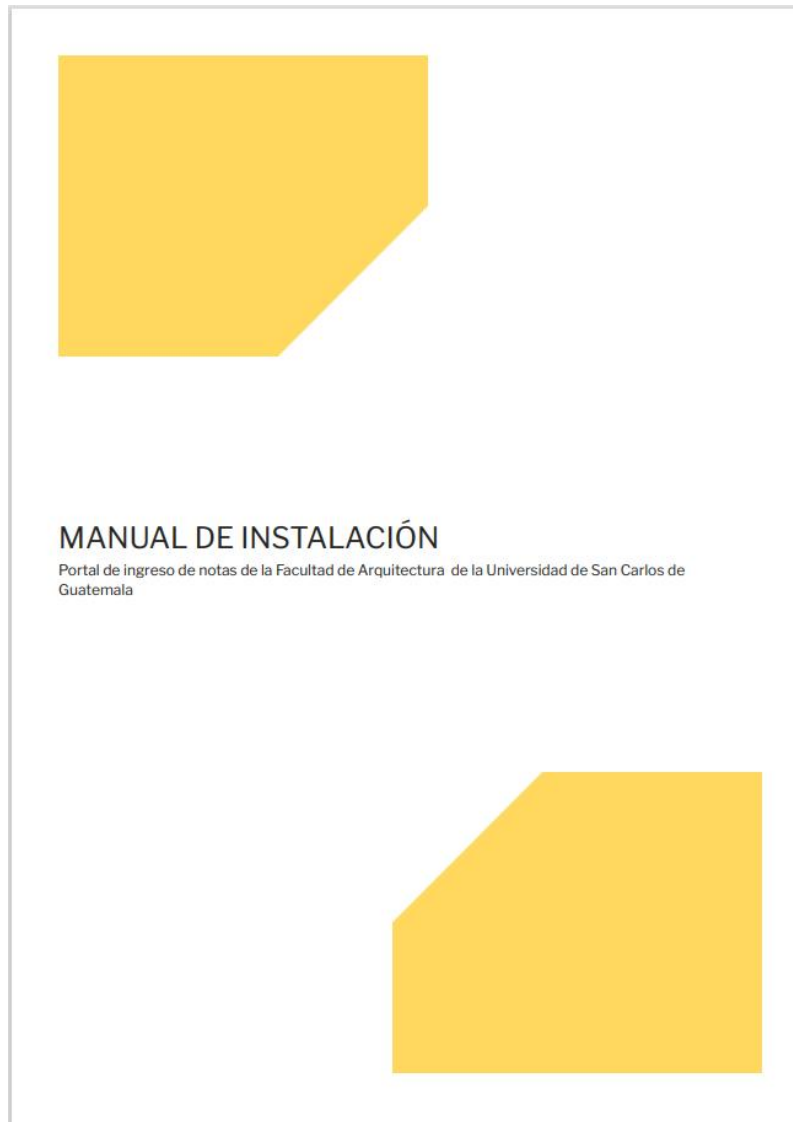 MANUAL DE INSTALACIÓN
Portal de ingreso de notas de la Facultad de Arquitectura  de la Universidad de San Carlos de
Guatemala